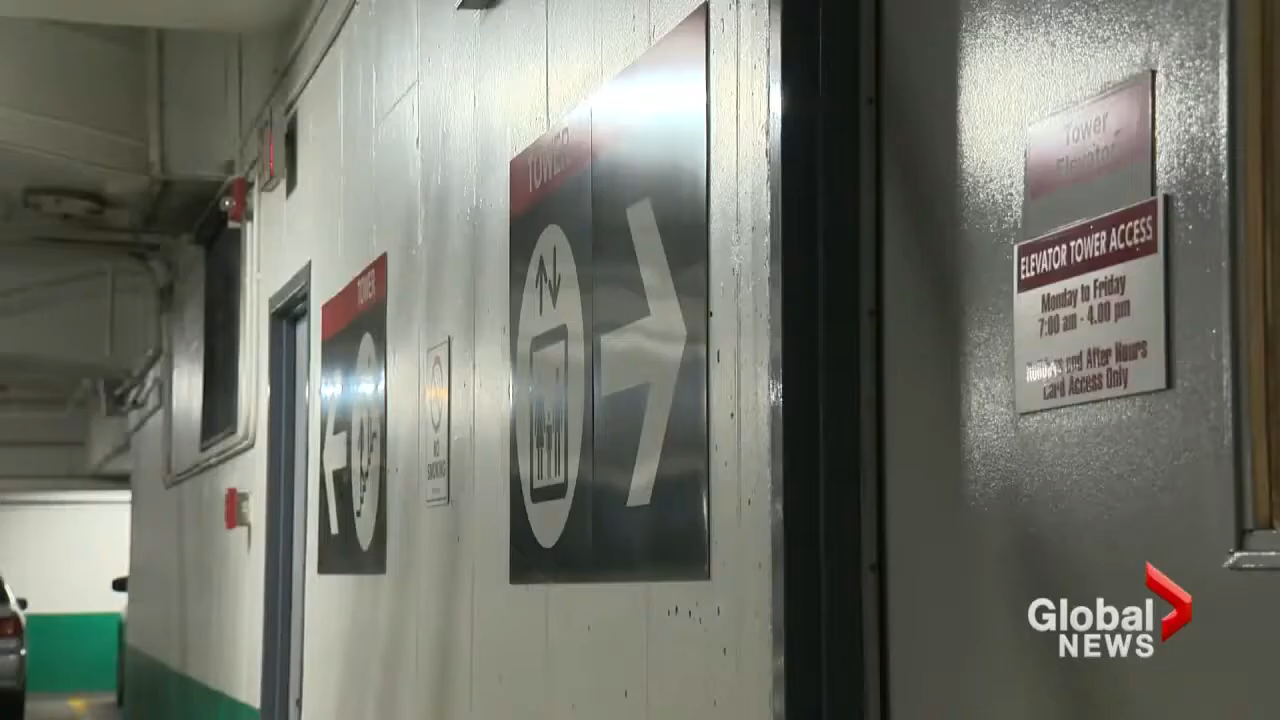 TOWER
TOWER
NO
SMOKING
Tower
Elevator
ELEVATOR TOWER ACCESS
Monday to Friday
7:00 am - 4.00 pm
Holidays and After Hours
Card Access Only
Global
NEWS